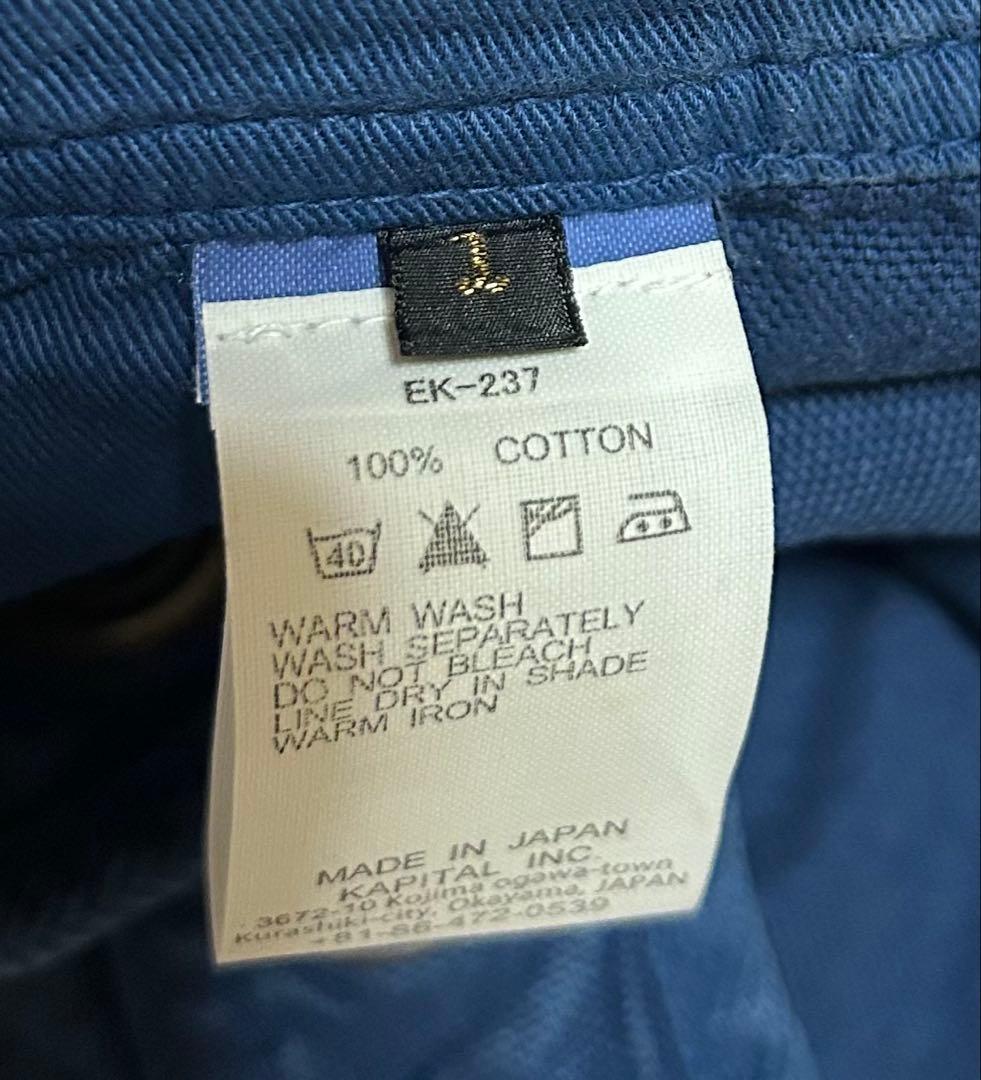 1
EK-237
100% COTTON
40
WARM WASH
WASH SEPARATELY
DO NOT BLEACH
LINE DRY IN SHADE
WARM IRON
MADE IN JAPAN
KAPITAL INC.
3672-10 Kojima ogawa-town
Kurashiki-city, Okayama, JAPAN
+81-86-472-0539